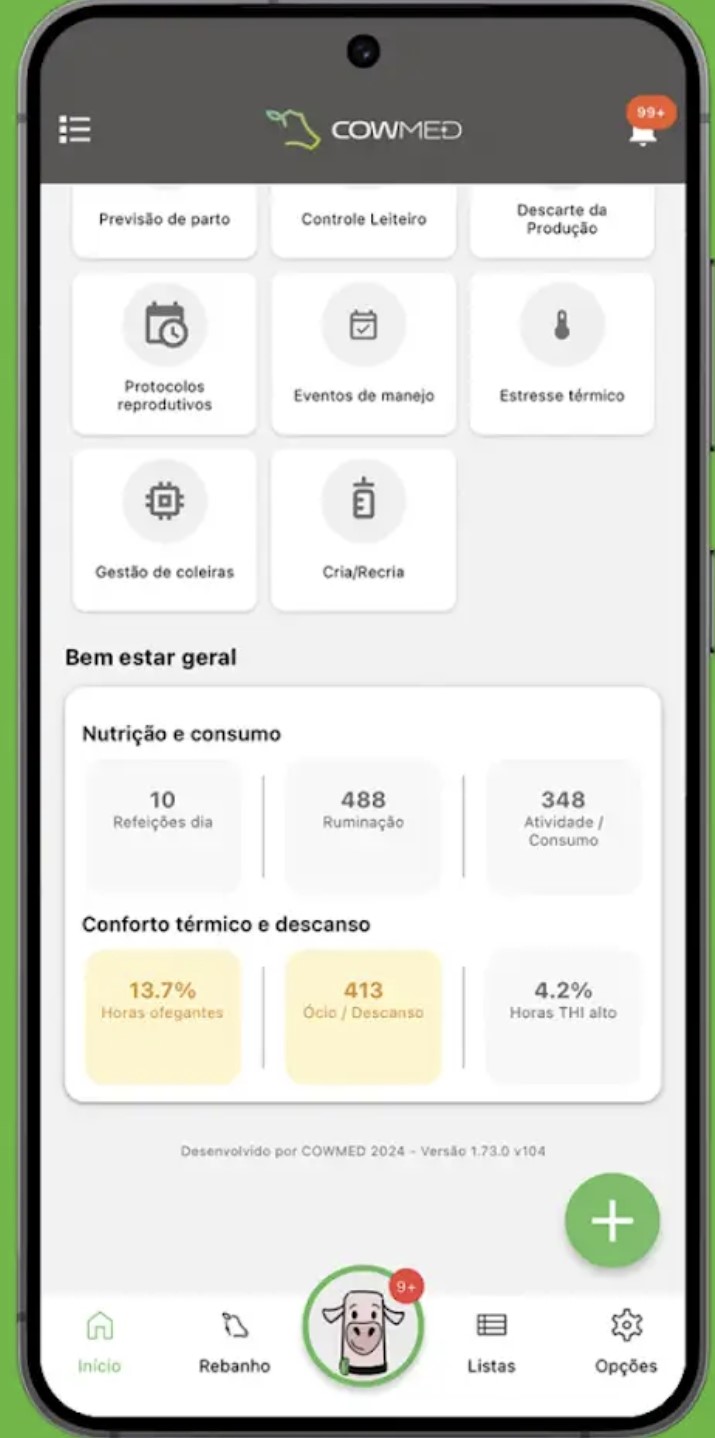 COWMED
99+
Previsão de parto
Controle Leiteiro
Descarte da
Produção
Protocolos
reprodutivos
Eventos de manejo
Estresse térmico
Gestão de coleiras
Cria/Recria
Bem estar geral
Nutrição e consumo
10
Refeições dia
488
Ruminação
348
Atividade /
Consumo
Conforto térmico e descanso
13.7%
Horas ofegantes
413
Ócio / Descanso
4.2%
Horas THI alto
Desenvolvido por COWMED 2024 - Versão 1.73.0 v104
9+
Início
Rebanho
Listas
Opções